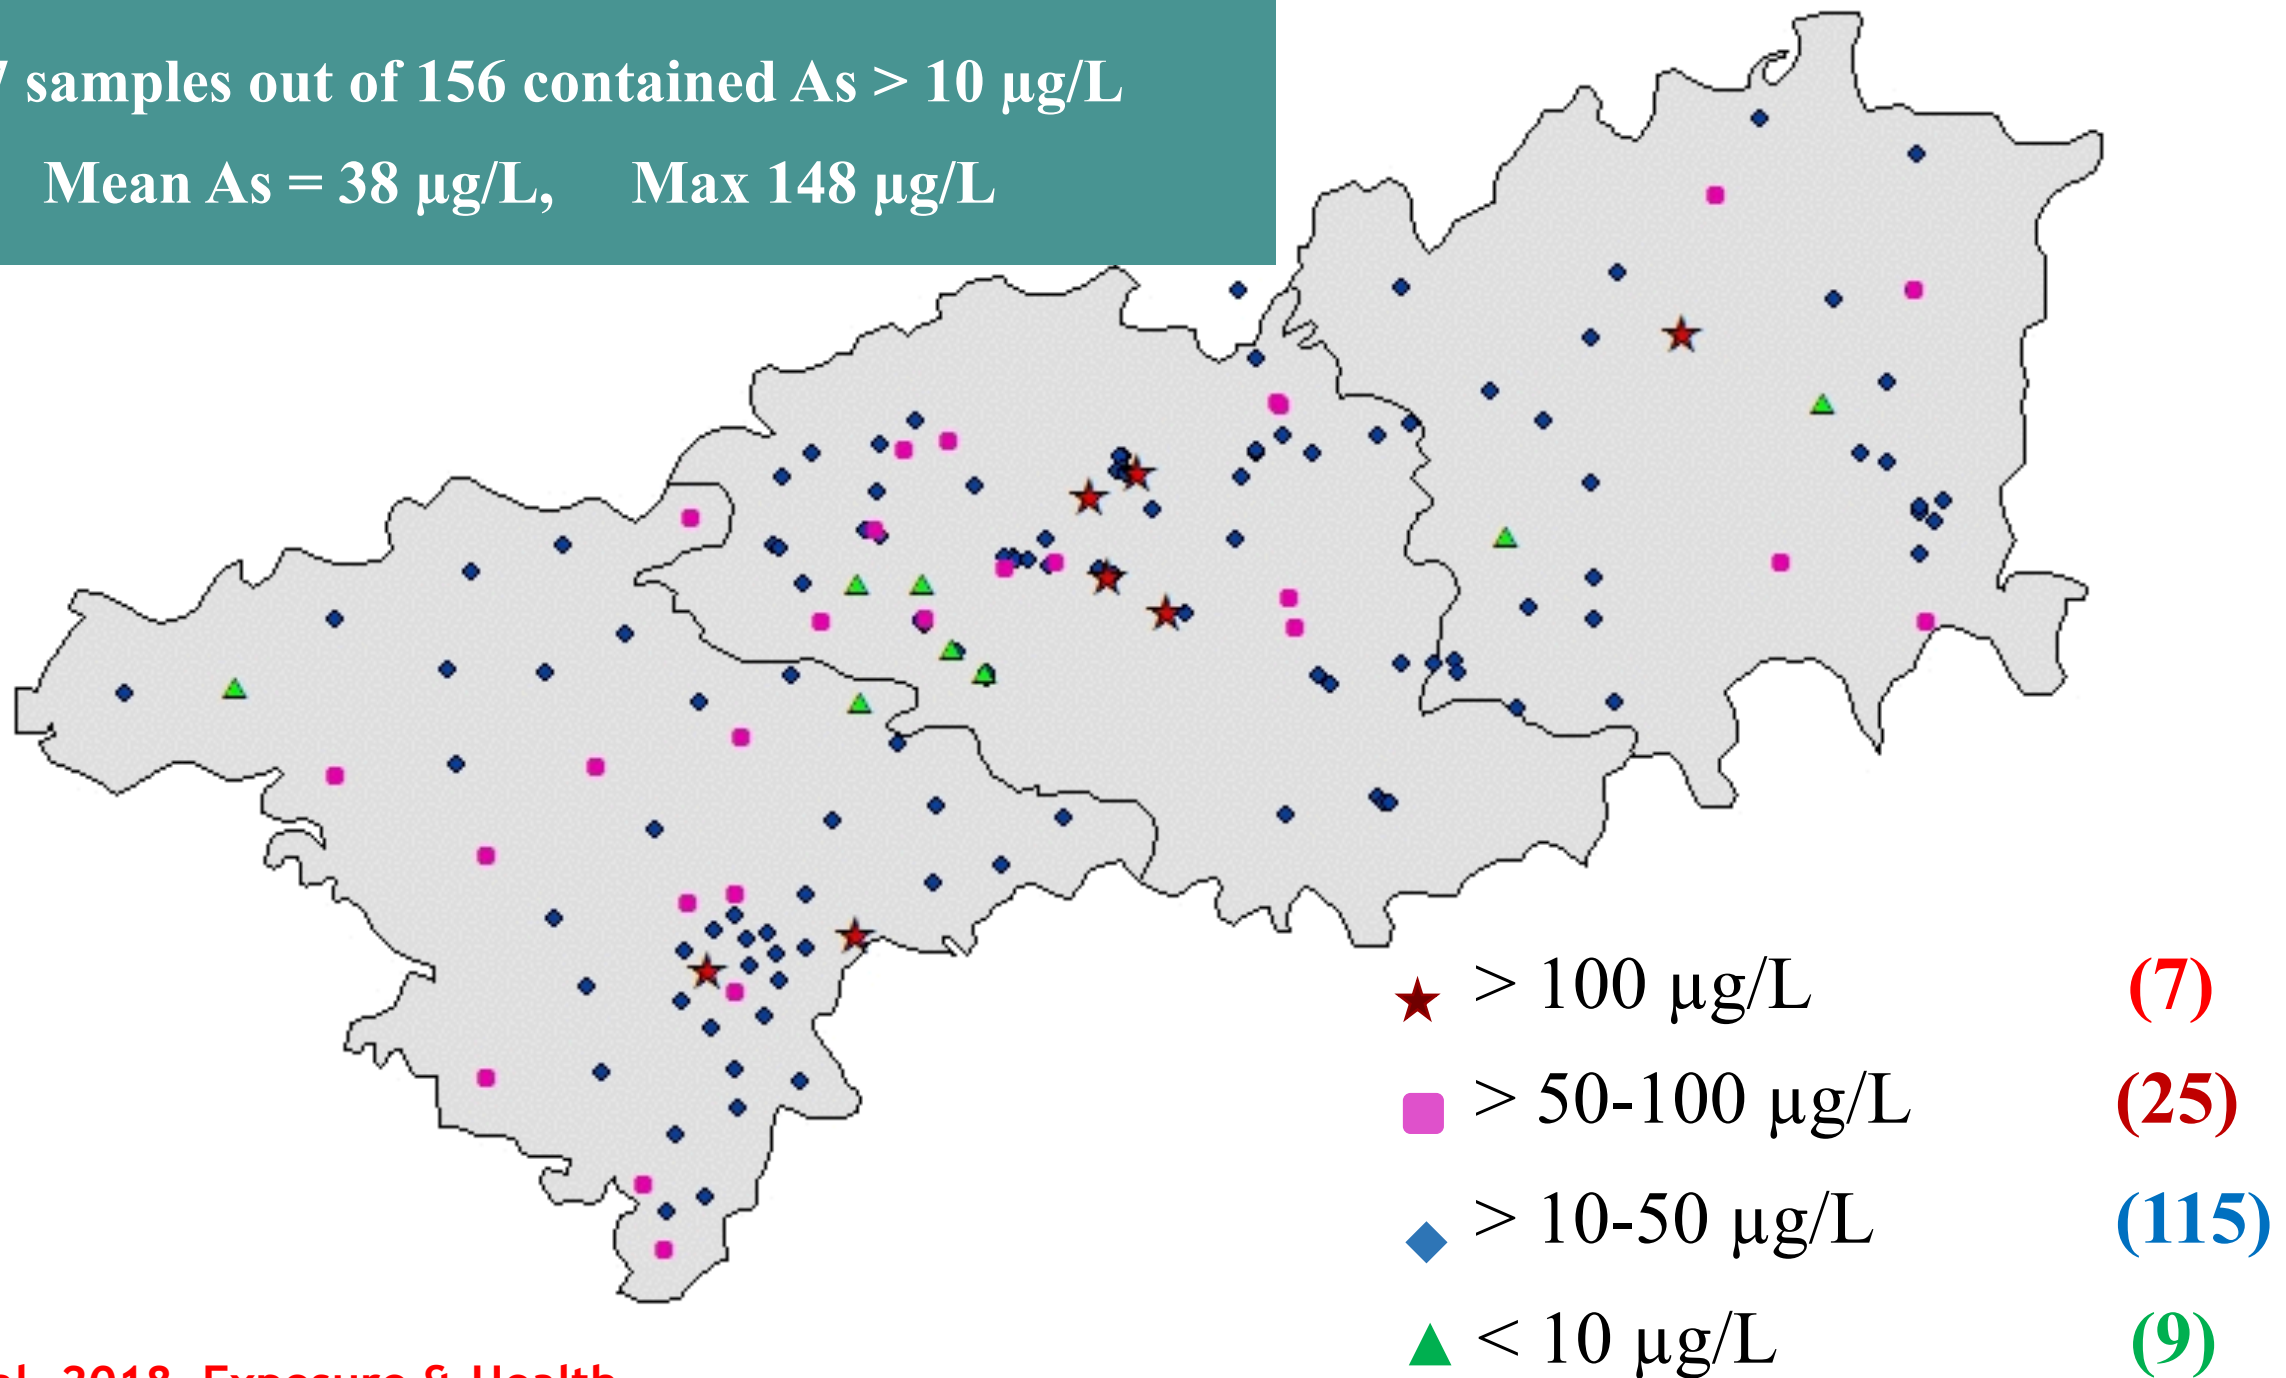 7 samples out of 156 contained As > 10 µg/L
Mean As = 38 µg/L, Max 148 µg/L
> 100 µg/L (7)
> 50-100 µg/L (25)
> 10-50 µg/L (115)
< 10 µg/L (9)
2018, Exposure & Health